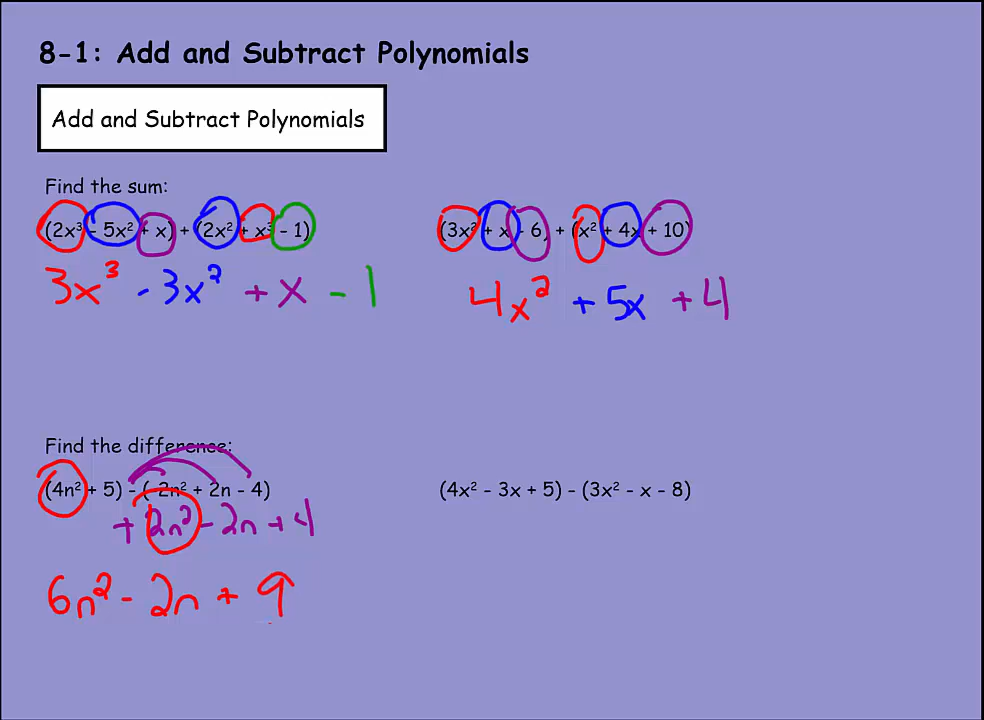 8-1: Add and Subtract Polynomials
Add and Subtract Polynomials
Find the sum:
(2x³ - 5x² + x) + (2x² + x³ - 1)
3x³ - 3x² + x - 1
(3x² + x - 6) + (x² + 4x + 10)
4x² + 5x + 4
Find the difference:
(4n² + 5) - (-2n² + 2n - 4)
+ 2n² - 2n + 4
6n² - 2n + 9
(4x² - 3x + 5) - (3x² - x - 8)